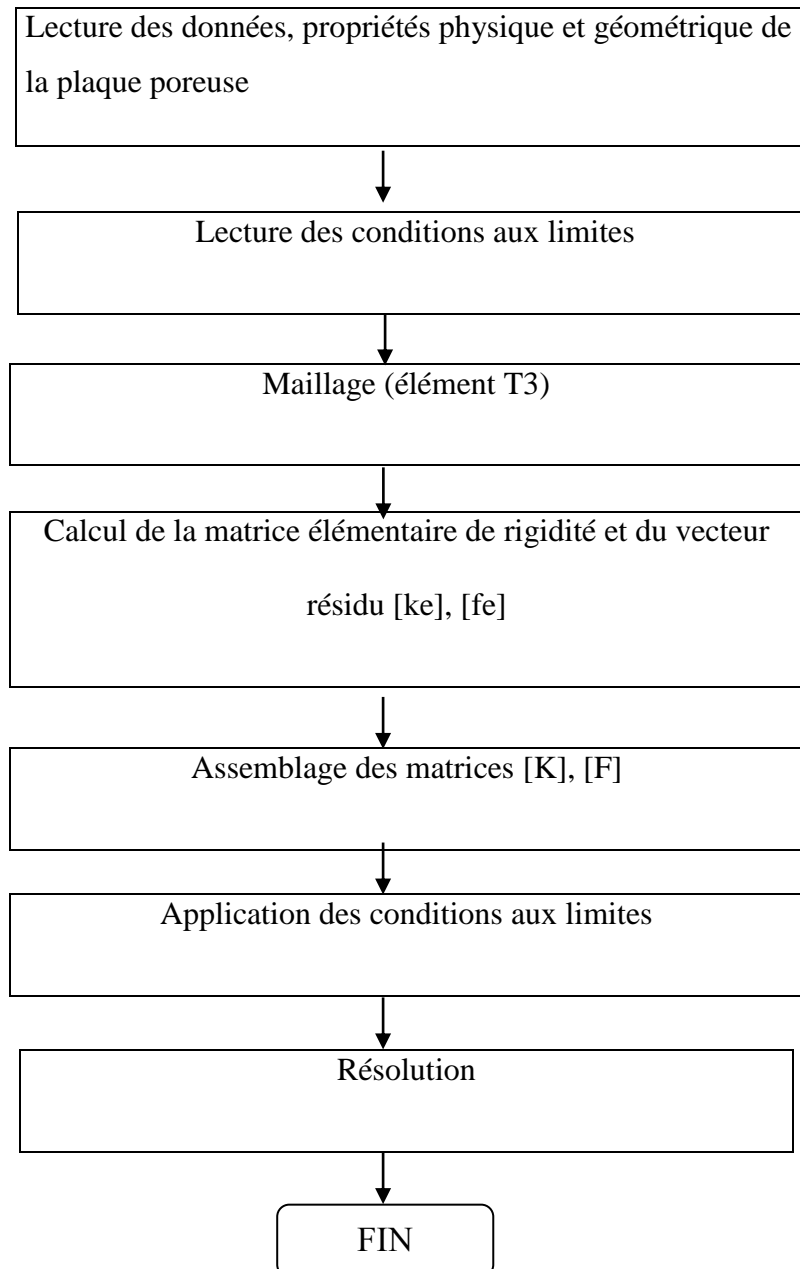 Lecture des données, propriétés physique et géométrique de
la plaque poreuse
Lecture des conditions aux limites
Maillage (élément T3)
Calcul de la matrice élémentaire de rigidité et du vecteur
résidu [ke], [fe]
Assemblage des matrices [K], [F]
Application des conditions aux limites
Résolution
FIN